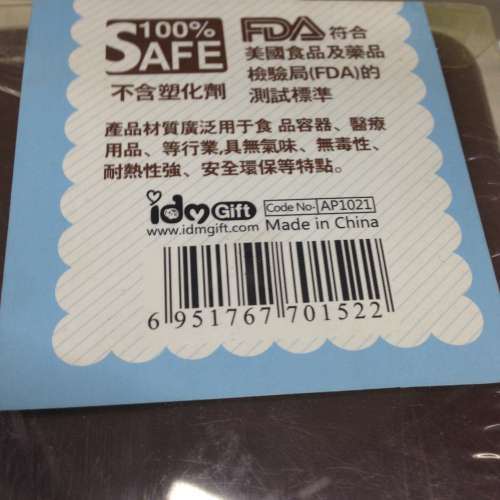 100%
SAFE
不含塑化劑
FDA 符合
美國食品及藥品
檢驗局(FDA)的
測試標準
產品材質廣泛用于食 品容器、醫療
用品、等行業,具無氣味、無毒性、
耐熱性強、安全環保等特點。
idm Gift Code No· AP1021
www.idmgift.com Made in China
6 951767 701522